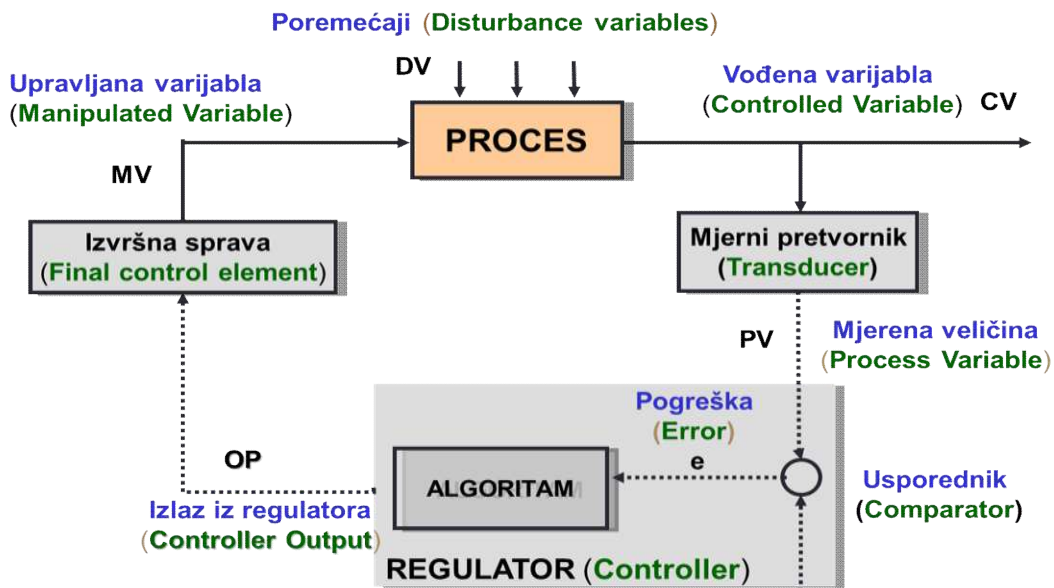 Poremećaji (Disturbance variables)
DV
Upravljana varijabla
(Manipulated Variable)
MV
PROCES
Vođena varijabla
(Controlled Variable)
CV
Izvršna sprava
(Final control element)
Mjerni pretvornik
(Transducer)
PV
Mjerena veličina
(Process Variable)
Pogreška
(Error)
e
OP
ALGORITAM
Usporednik
(Comparator)
Izlaz iz regulatora
(Controller Output)
REGULATOR (Controller)